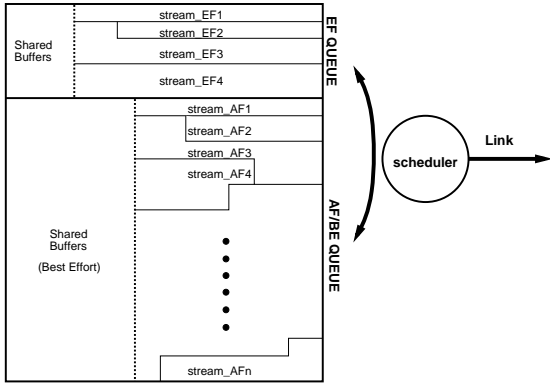 stream_EF1
stream_EF2
Shared
Buffers
stream_EF3
stream_EF4
EF QUEUE
stream_AF1
stream_AF2
stream_AF3
stream_AF4
Shared
Buffers
(Best Effort)
stream_AFn
AF/BE QUEUE
scheduler
Link